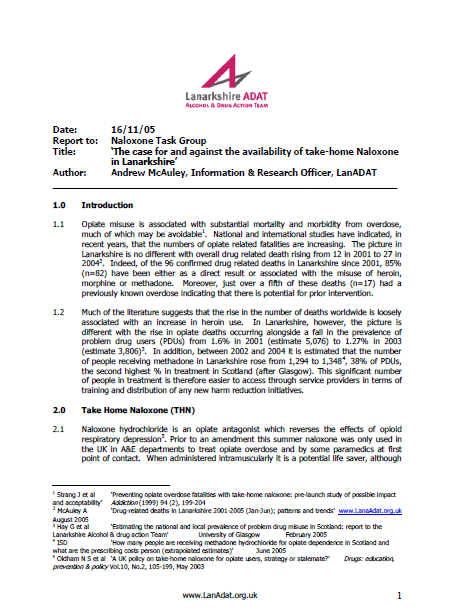 Lanarkshire ADAT
ALCOHOL & DRUG ACTION TEAM
Date: 16/11/05
Report to: Naloxone Task Group
Title: 'The case for and against the availability of take-home Naloxone
in Lanarkshire'
Author: Andrew McAuley, Information & Research Officer, LanADAT
1.0 Introduction
1.1 Opiate misuse is associated with substantial mortality and morbidity from overdose,
much of which may be avoidable1. National and international studies have indicated, in
recent years, that the numbers of opiate related fatalities are increasing. The picture in
Lanarkshire is no different with overall drug related death rising from 12 in 2001 to 27 in
20042. Indeed, of the 96 confirmed drug related deaths in Lanarkshire since 2001, 85%
(n=82) have been either as a direct result or associated with the misuse of heroin,
morphine or methadone. Moreover, just over a fifth of these deaths (n=17) had a
previously known overdose indicating that there is potential for prior intervention.
1.2 Much of the literature suggests that the rise in the number of deaths worldwide is loosely
associated with an increase in heroin use. In Lanarkshire, however, the picture is
different with the rise in opiate deaths occurring alongside a fall in the prevalence of
problem drug users (PDUs) from 1.6% in 2001 (estimate 5,076) to 1.27% in 2003
(estimate 3,806)3. In addition, between 2002 and 2004 it is estimated that the number
of people receiving methadone in Lanarkshire rose from 1,294 to 1,3484, 38% of PDUs,
the second highest % in treatment in Scotland (after Glasgow). This significant number
of people in treatment is therefore easier to access through service providers in terms of
training and distribution of any new harm reduction initiatives.
2.0 Take Home Naloxone (THN)
2.1 Naloxone hydrochloride is an opiate antagonist which reverses the effects of opioid
respiratory depression5. Prior to an amendment this summer naloxone was only used in
the UK in A&E departments to treat opiate overdose and by some paramedics at first
point of contact. When administered intramuscularly it is a potential life saver, although
1 Strang J et al 'Preventing opiate overdose fatalities with take-home naloxone: pre-launch study of possible impact
and acceptability' Addiction (1999) 94 (2), 199-204
2 McAuley A 'Drug-related deaths in Lanarkshire 2001-2005 (Jan-Jun); patterns and trends' www.LanaAdat.org.uk
August 2005
3 Hay G et al 'Estimating the national and local prevalence of problem drug misuse in Scotland: report to the
Lanarkshire Alcohol & drug action Team' University of Glasgow February 2005
4 ISD 'How many people are receiving methadone hydrochloride for opiate dependence in Scotland and
what are the prescribing costs person (extrapolated estimates)' June 2005
5 Oldham N S et al 'A UK policy on take-home naloxone for opiate users, strategy or stalemate?' Drugs: education,
prevention & policy Vol.10, No.2, 105-199, May 2003
www.LanAdat.org.uk 1